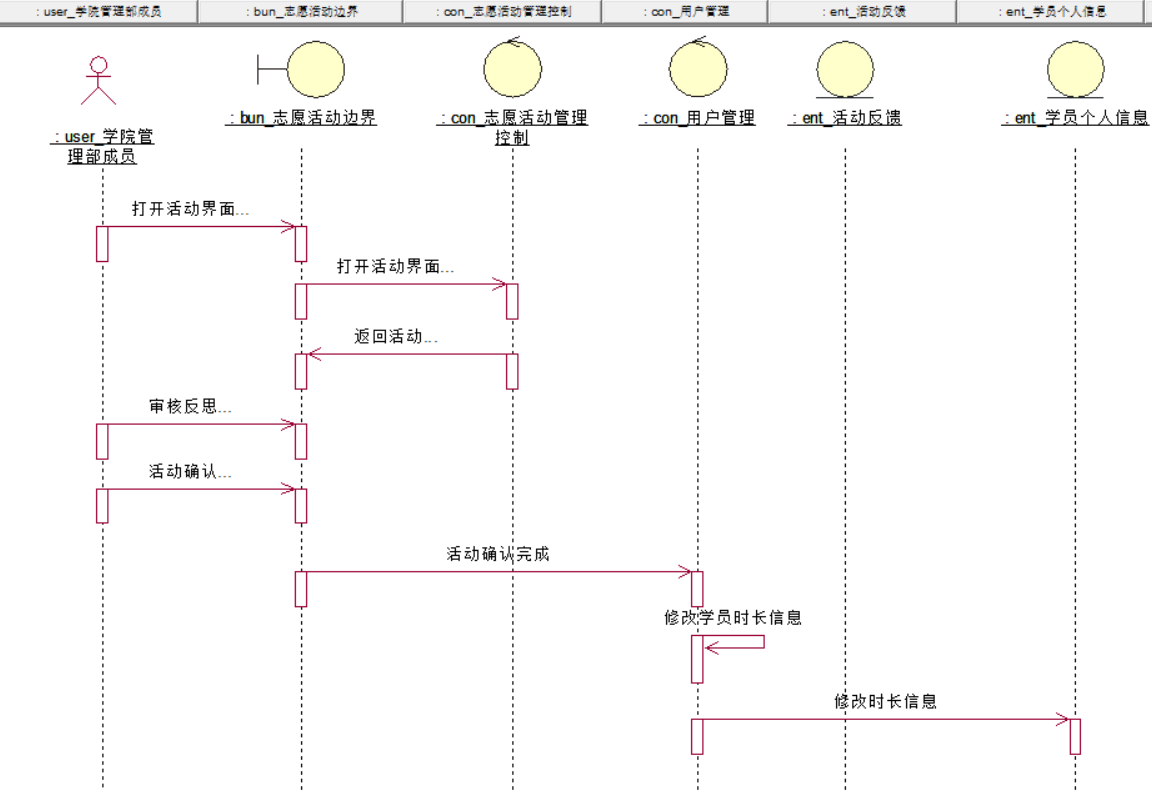 : user_学院管理部成员
: bun_志愿活动边界
: con_志愿活动管理控制
: con_用户管理
: ent_活动反馈
: ent_学员个人信息
: user_学院管
理部成员
: bun_志愿活动边界
: con_志愿活动管理
控制
: con_用户管理
: ent_活动反馈
: ent_学员个人信息
打开活动界面...
打开活动界面...
返回活动...
审核反思...
活动确认...
活动确认完成
修改学员时长信息
修改时长信息